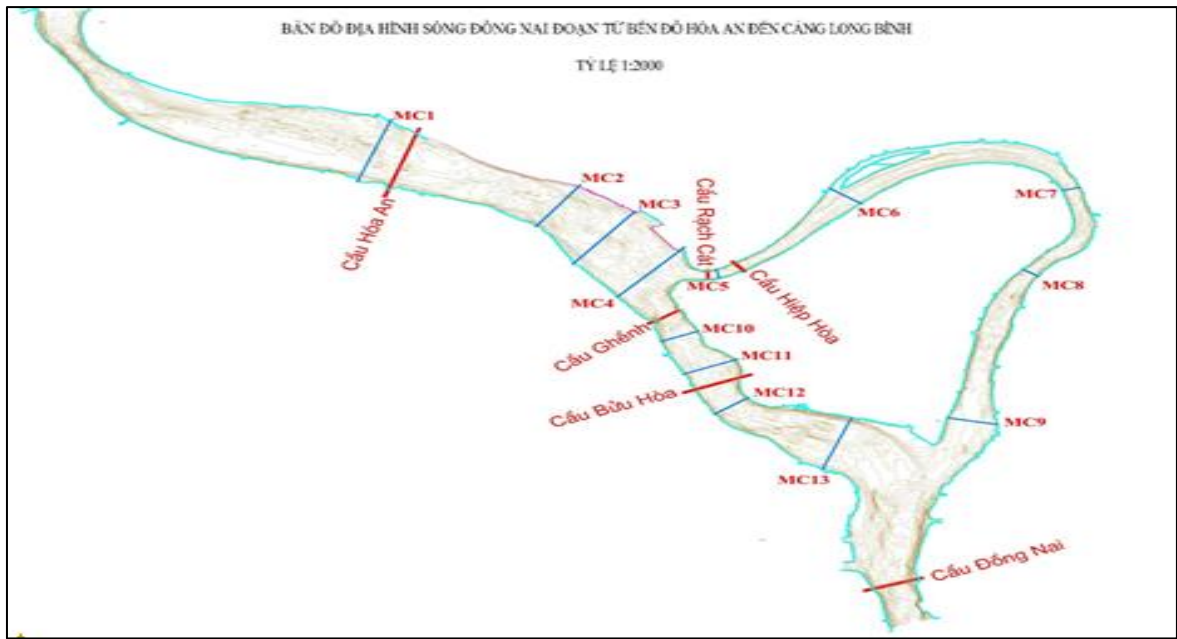 BẢN ĐỒ ĐỊA HÌNH SÔNG ĐỒNG NAI ĐOẠN TỪ BẾN ĐÒ HÓA AN ĐẾN CẢNG LONG BÌNH
TỶ LỆ 1:2000
MC1
Cầu Hóa An
MC2
MC3
Cầu Rạch Cát
MC6
MC7
MC4
MC5
Cầu Hiệp Hòa
MC8
Cầu Ghềnh
MC10
MC11
Cầu Bửu Hòa
MC12
MC9
MC13
Cầu Đồng Nai